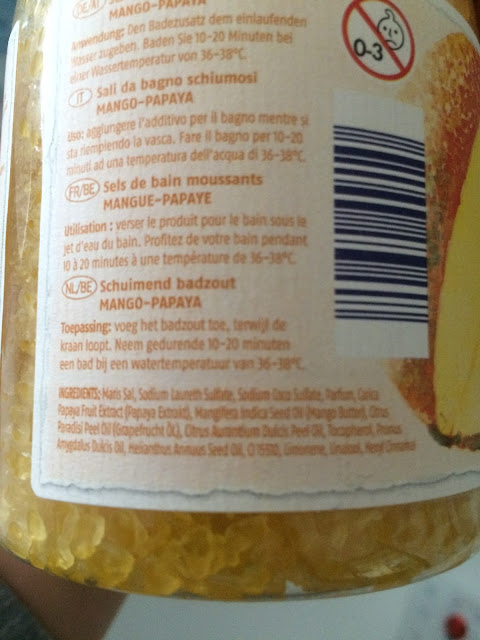 DE/A
MANGO-PAPAYA
Anwendung: Den Badezusatz dem einlaufenden
Wasser zugeben. Baden Sie 10-20 Minuten bei
einer Wassertemperatur von 36-38°C.
IT Sali da bagno schiumosi
MANGO-PAPAYA
Uso: aggiungere l'additivo per il bagno mentre si
sta riempiendo la vasca. Fare il bagno per 10-20
minuti ad una temperatura dell'acqua di 36-38°C.
FR/BE Sels de bain moussants
MANGUE-PAPAYE
Utilisation : verser le produit pour le bain sous le
jet d'eau du bain. Profitez de votre bain pendant
10 à 20 minutes à une température de 36-38°C.
NL/BE Schuimend badzout
MANGO-PAPAYA
Toepassing: voeg het badzout toe, terwijl de
kraan loopt. Neem gedurende 10-20 minuten
een bad bij een watertemperatuur van 36-38°C.
INGREDIENTS: Maris Sal, Sodium Laureth Sulfate, Sodium Coco Sulfate, Parfum, Carica
Papaya Fruit Extract (Papaya Extrakt), Mangifera Indica Seed Oil (Mango Butter), Citrus
Paradisi Peel Oil (Grapefrucht ÖL), Citrus Aurantium Dulcis Peel Oil, Tocopherol, Prunus
Amygdalus Dulcis Oil, Helianthus Annuus Seed Oil, CI 15510, Limonene, Linalool, Hexyl Cinnamal
0-3